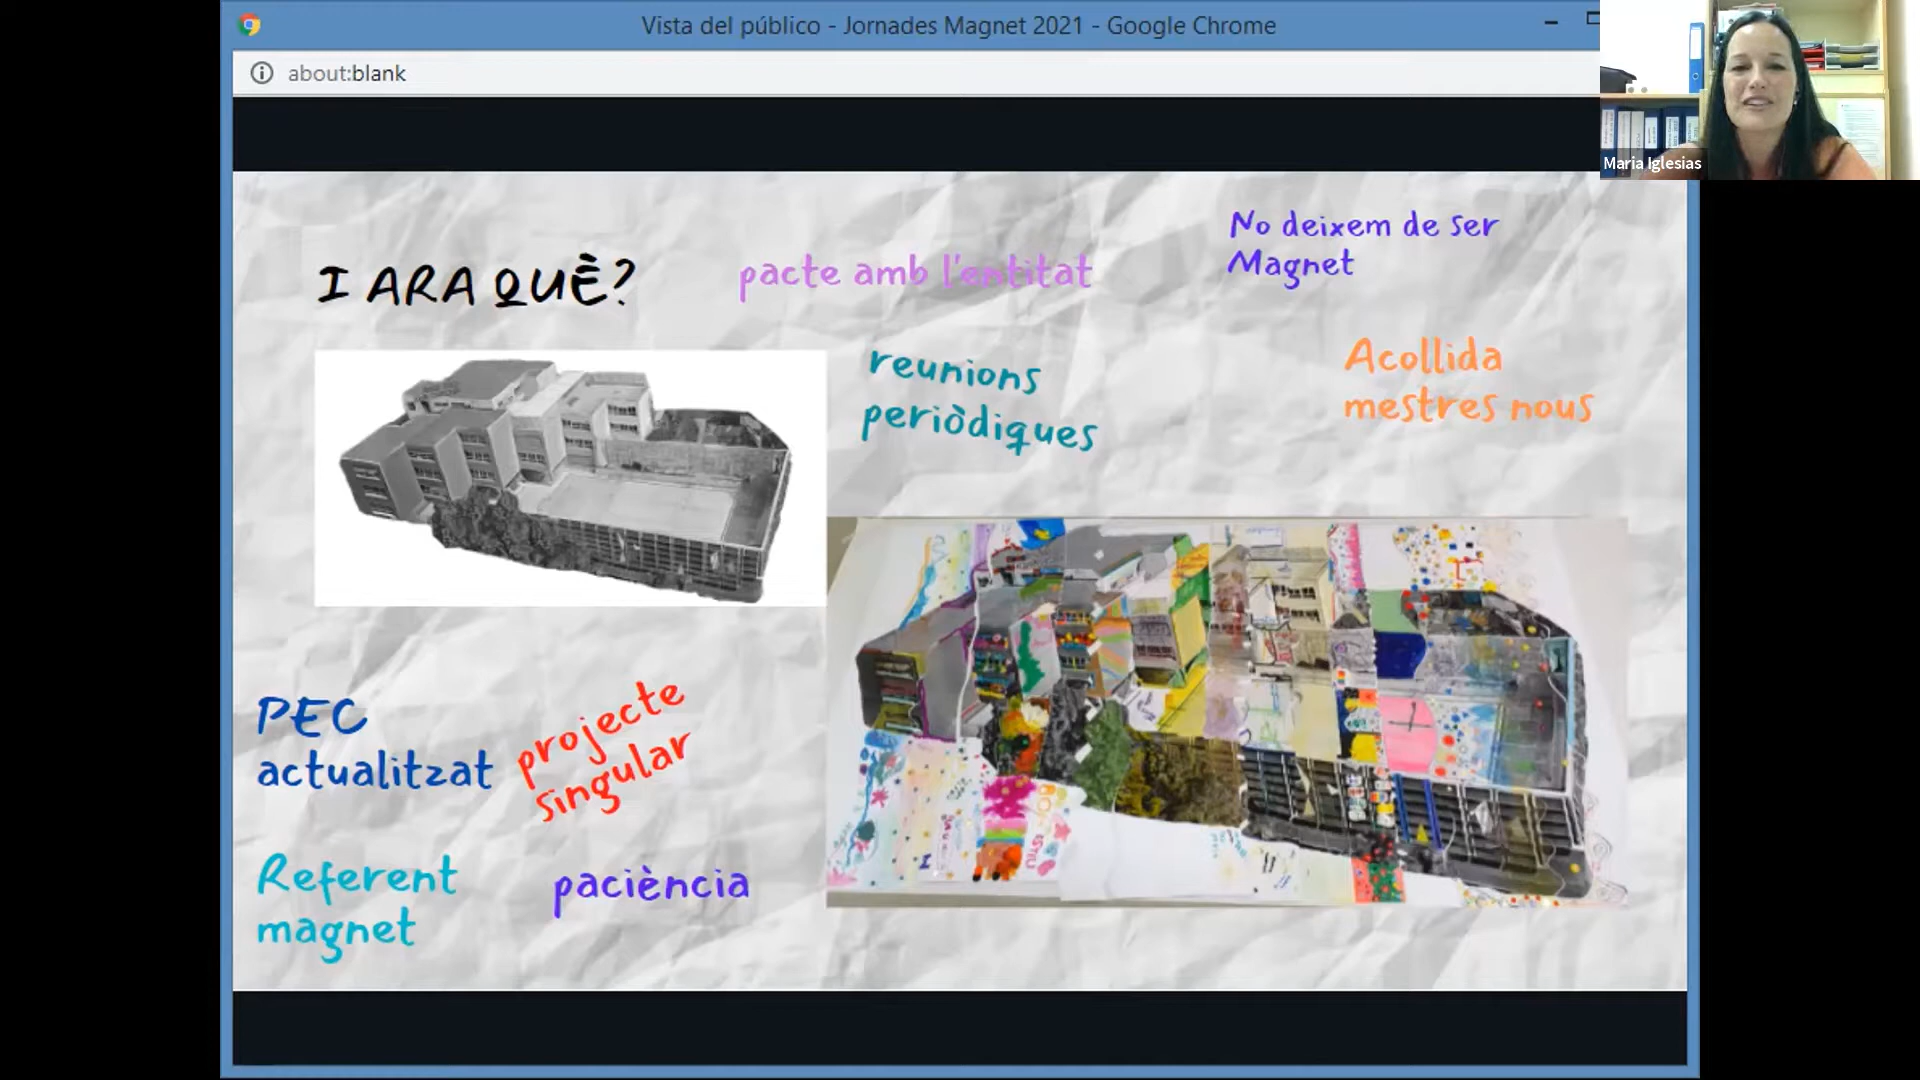 Vista del público - Jornades Magnet 2021 - Google Chrome
about:blank
Maria Iglesias
I ARA QUÈ?
pacte amb l'entitat
No deixem de ser
Magnet
reunions
periòdiques
Acollida
mestres nous
PEC
actualitzat
projecte
singular
Referent
magnet
paciència